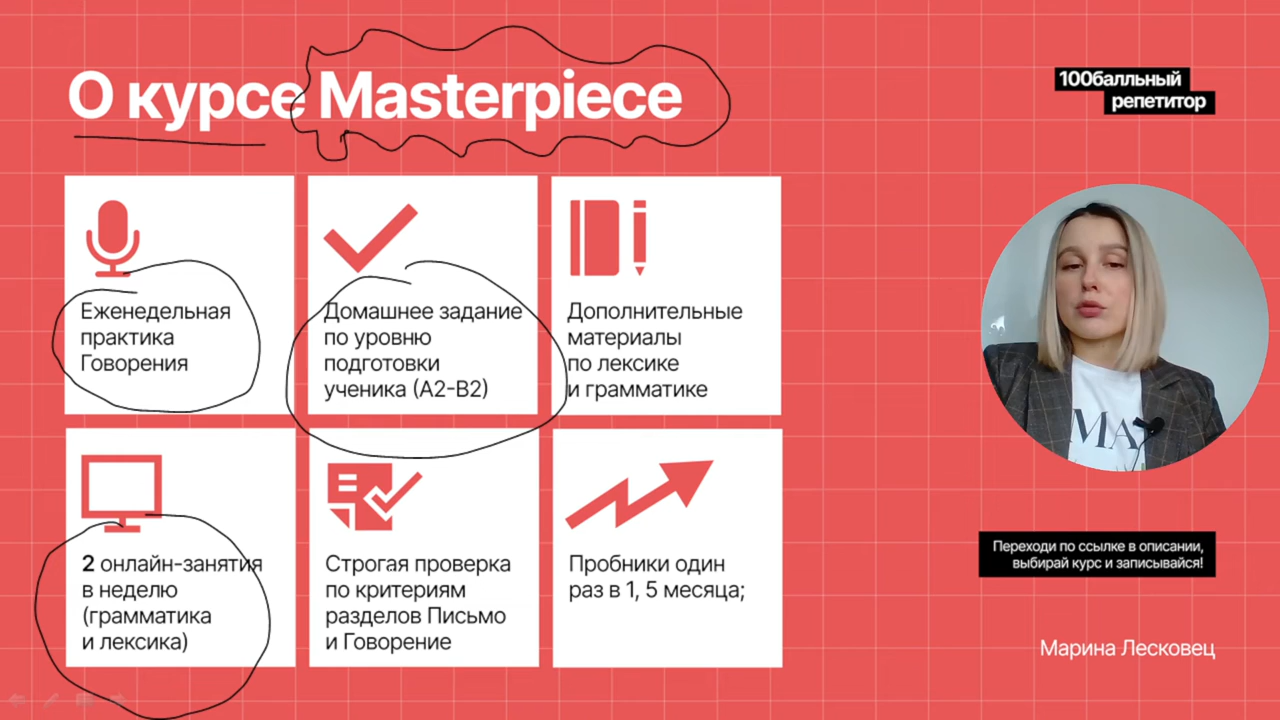 О курсе Masterpiece
100балльный
репетитор
Еженедельная
практика
Говорения
Домашнее задание
по уровню
подготовки
ученика (А2-В2)
Дополнительные
материалы
по лексике
и грамматике
2 онлайн-занятия
в неделю
(грамматика
и лексика)
Строгая проверка
по критериям
разделов Письмо
и Говорение
Пробники один
раз в 1, 5 месяца;
МА
Переходи по ссылке в описании,
выбирай курс и записывайся!
Марина Лесковец